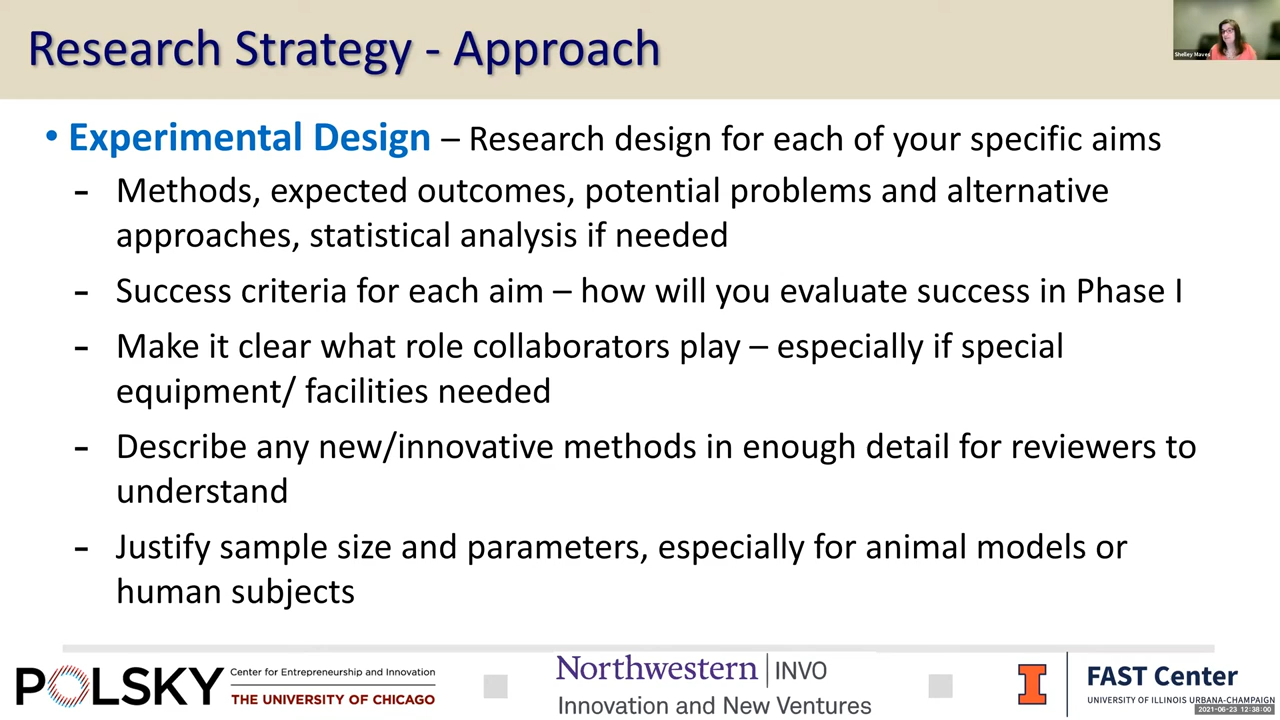 Research Strategy - Approach
Shelley Maves
• Experimental Design – Research design for each of your specific aims
- Methods, expected outcomes, potential problems and alternative
approaches, statistical analysis if needed
- Success criteria for each aim – how will you evaluate success in Phase I
- Make it clear what role collaborators play – especially if special
equipment/ facilities needed
- Describe any new/innovative methods in enough detail for reviewers to
understand
- Justify sample size and parameters, especially for animal models or
human subjects
POLSKY
Center for Entrepreneurship and Innovation
THE UNIVERSITY OF CHICAGO
Northwestern | INVO
Innovation and New Ventures
I
FAST Center
UNIVERSITY OF ILLINOIS URBANA-CHAMPAIGN
2021-06-23 12:38:00